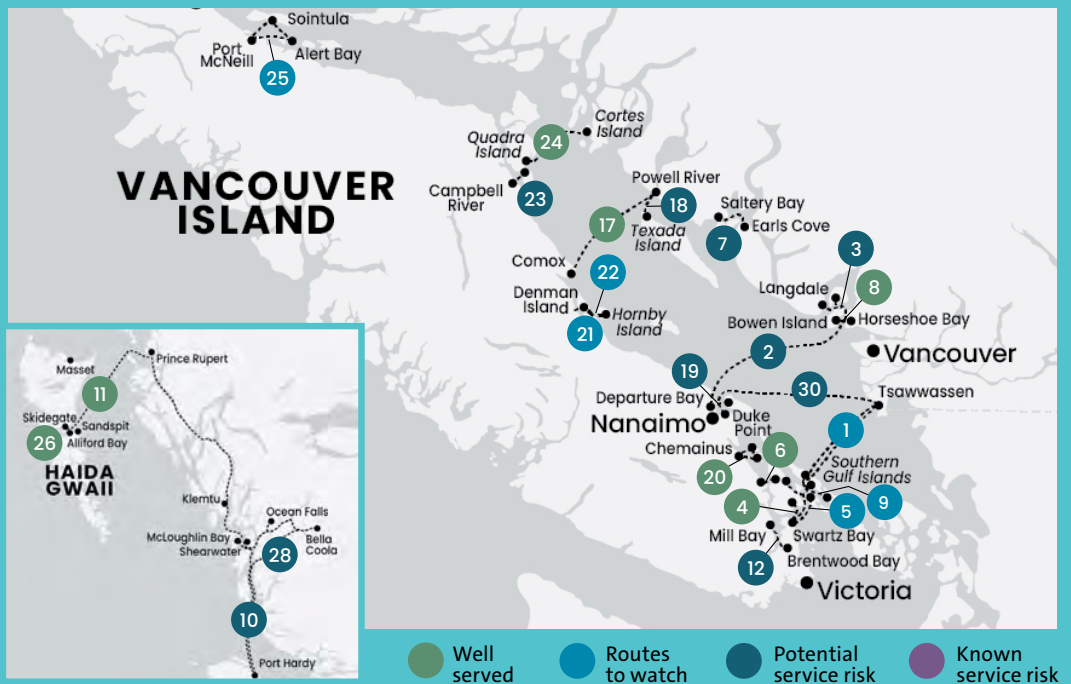 Sintula
Port
McNeill
Alert Bay
25
Cortes
Island
24
Quadra
Island
Campbell
River
23
VANCOUVER
ISLAND
Powell River
18
17
Texada
Island
Saltery Bay
Earls Cove
7
3
Comox
22
Denman
Island
Hornby
Island
21
Langdale
8
Bowen Island
Horseshoe Bay
2
Vancouver
19
30
Departure Bay
Tsawwassen
Nanaimo
Duke
Point
1
Chemainus
6
Southern
Gulf Islands
20
9
4
5
Mill Bay
Swartz Bay
12
Brentwood Bay
Victoria
Prince Rupert
Masset
11
Skidegate
Sandspit
26
Alliford Bay
HAIDA
GWAII
Klemtu
Ocean Falls
McLoughlin Bay
Shearwater
Bella
Coola
28
10
Port Hardy
Well
served
Routes
to watch
Potential
service risk
Known
service risk